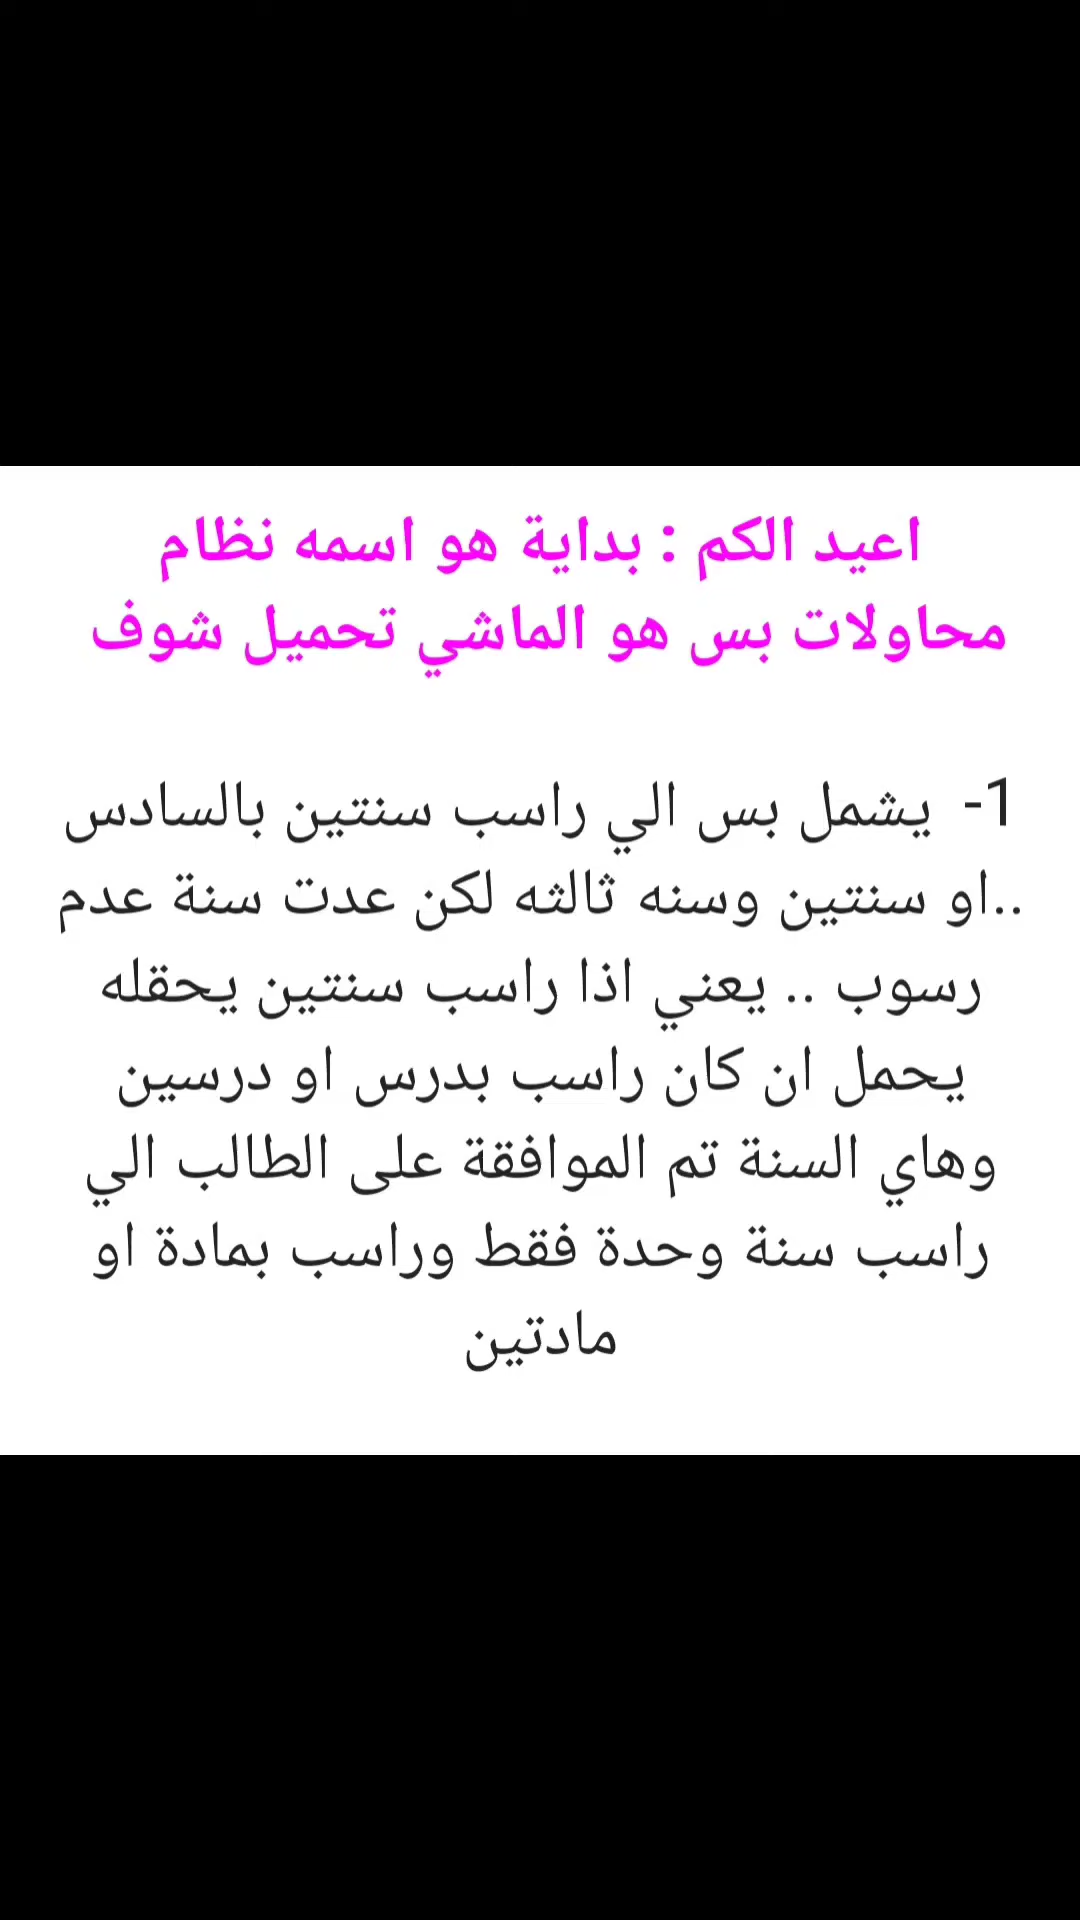 اعيد الكم : بداية هو اسمه نظام
محاولات بس هو الماشي تحميل شوف
1- يشمل بس الي راسب سنتين بالسادس
..او سنتين وسنه ثالثه لكن عدت سنة عدم
رسوب .. يعني اذا راسب سنتين يحقله
يحمل ان كان راسب بدرس او درسين
وهاي السنة تم الموافقة على الطالب الي
راسب سنة وحدة فقط وراسب بمادة او
مادتين